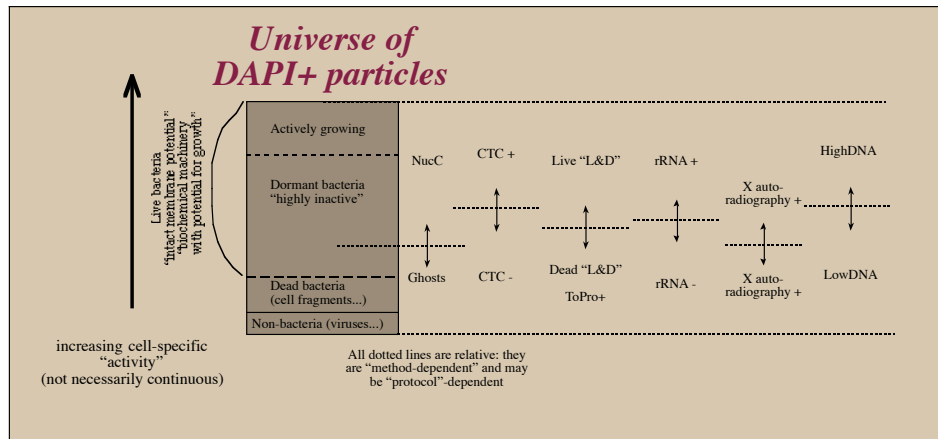 Universe of
DAPI+ particles
Live bacteria
“intact membrane potential”
“biochemical machinery
with potential for growth”
Actively growing
Dormant bacteria
“highly inactive”
Dead bacteria
(cell fragments...)
Non-bacteria (viruses...)
NucC
Ghosts
CTC +
CTC -
Live “L&D”
Dead “L&D”
ToPro+
rRNA +
rRNA -
X auto-
radiography +
X auto-
radiography +
HighDNA
LowDNA
increasing cell-specific
“activity”
(not necessarily continuous)
All dotted lines are relative: they
are “method-dependent” and may
be “protocol”-dependent